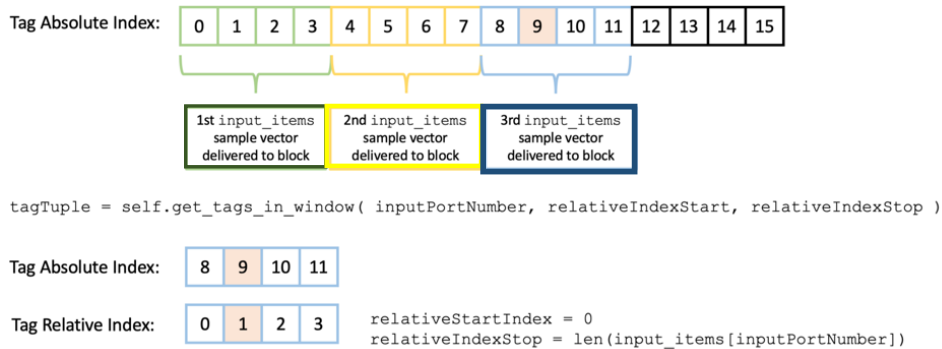 Tag Absolute Index: 0 1 2 3 4 5 6 7 8 9 10 11 12 13 14 15
1st input_items
sample vector
delivered to block
2nd input_items
sample vector
delivered to block
3rd input_items
sample vector
delivered to block
tagTuple = self.get_tags_in_window( inputPortNumber, relativeIndexStart, relativeIndexStop )
Tag Absolute Index: 8 9 10 11
Tag Relative Index: 0 1 2 3
relativeStartIndex = 0
relativeIndexStop = len(input_items[inputPortNumber])